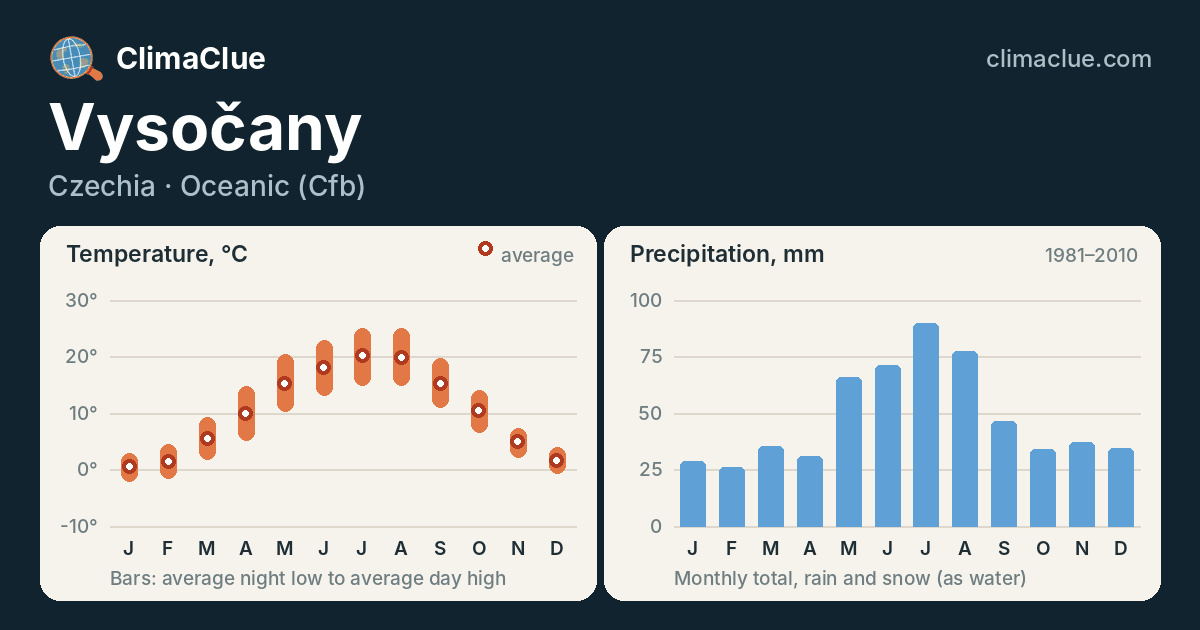 ClimaClue
climaclue.com
Vysočany
Czechia · Oceanic (Cfb)
Temperature, °C
average
30°
20°
10°
0°
-10°
J F M A M J J A S O N D
Bars: average night low to average day high
Precipitation, mm
1981–2010
100
75
50
25
0
J F M A M J J A S O N D
Monthly total, rain and snow (as water)